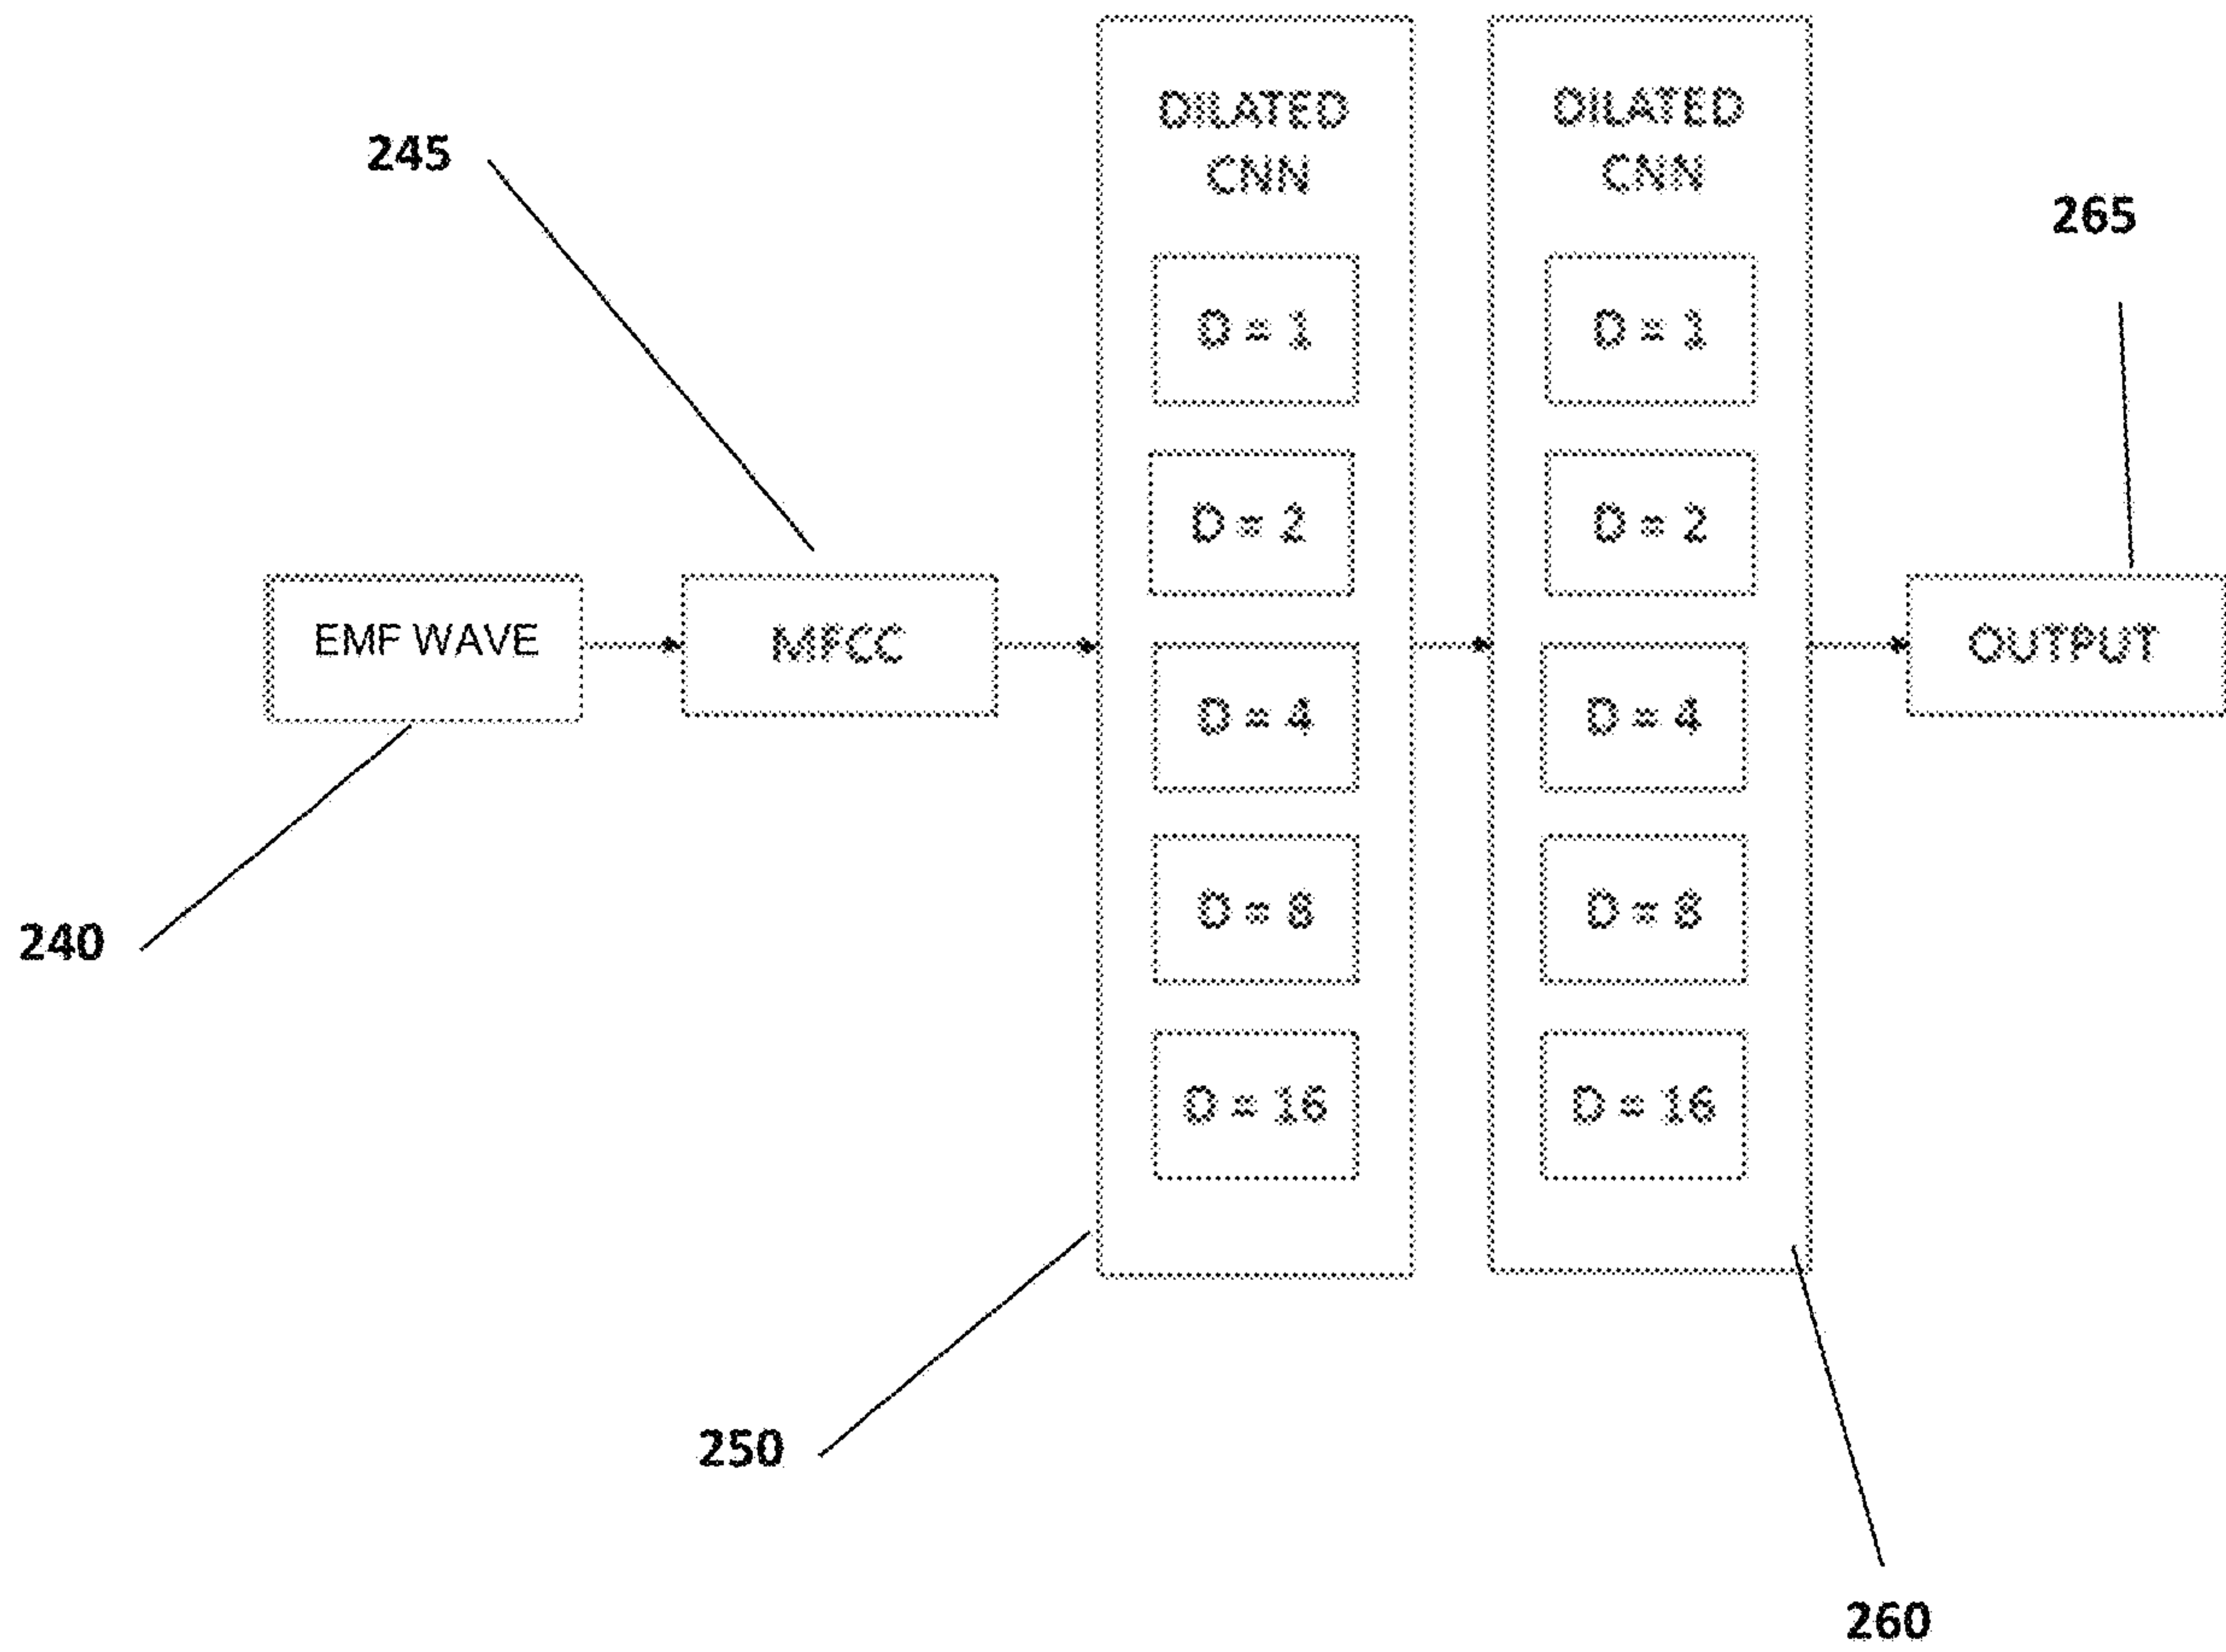 245
240
EMF WAVE
MFCC
DILATED
CNN
D = 1
D = 2
D = 4
D = 8
D = 16
250
DILATED
CNN
D = 1
D = 2
D = 4
D = 8
D = 16
260
265
OUTPUT